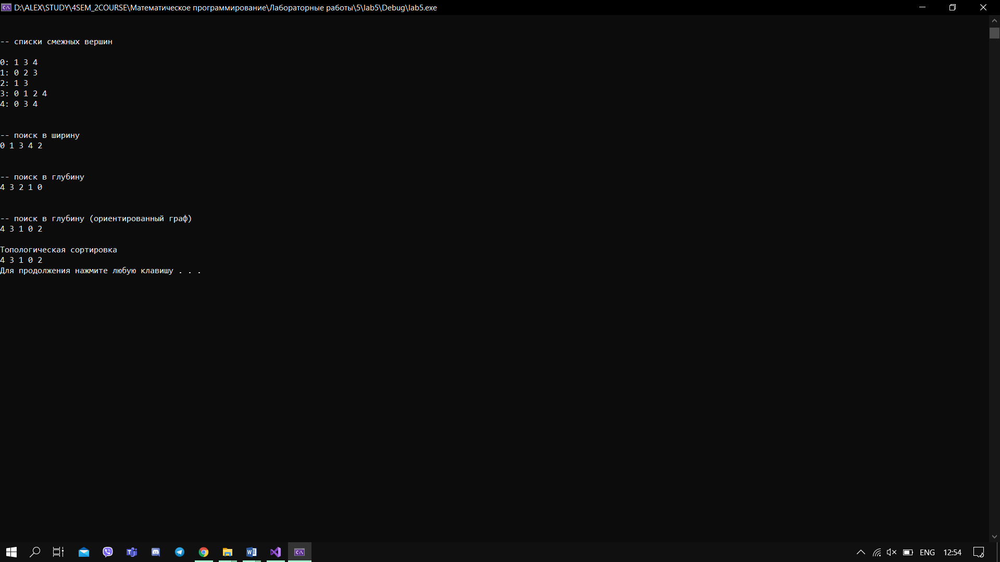 D:\ALEX\STUDY\4SEM_2COURSE\Математическое программирование\Лабораторные работы\5\lab5\Debug\lab5.exe
-- списки смежных вершин
0: 1 3 4
1: 0 2 3
2: 1 3
3: 0 1 2 4
4: 0 3 4
-- поиск в ширину
0 1 3 4 2
-- поиск в глубину
4 3 2 1 0
-- поиск в глубину (ориентированный граф)
4 3 1 0 2
Топологическая сортировка
4 3 1 0 2
Для продолжения нажмите любую клавишу . . .
ENG 12:54